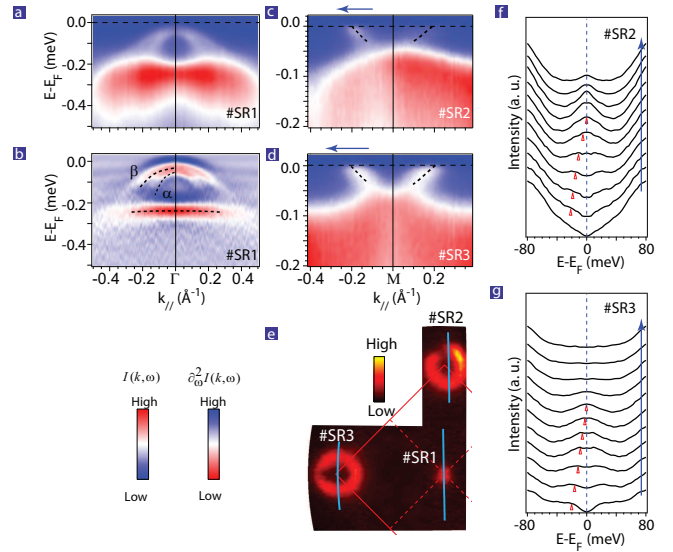 a
E-E_F (meV)
0.0
-0.2
-0.4
#SR1
b
E-E_F (meV)
0.0
-0.2
-0.4
β
α
#SR1
-0.4 -0.2 Γ 0.2 0.4
k_// (Å⁻¹)
c
0.0
-0.1
-0.2
#SR2
d
0.0
-0.1
-0.2
#SR3
-0.4 -0.2 M 0.2 0.4
k_// (Å⁻¹)
I(k,ω)
High
Low
∂²_ω I(k,ω)
High
Low
e
High
Low
#SR2
#SR3
#SR1
f
#SR2
Intensity (a. u.)
-80 0 80
E-E_F (meV)
g
#SR3
Intensity (a. u.)
-80 0 80
E-E_F (meV)